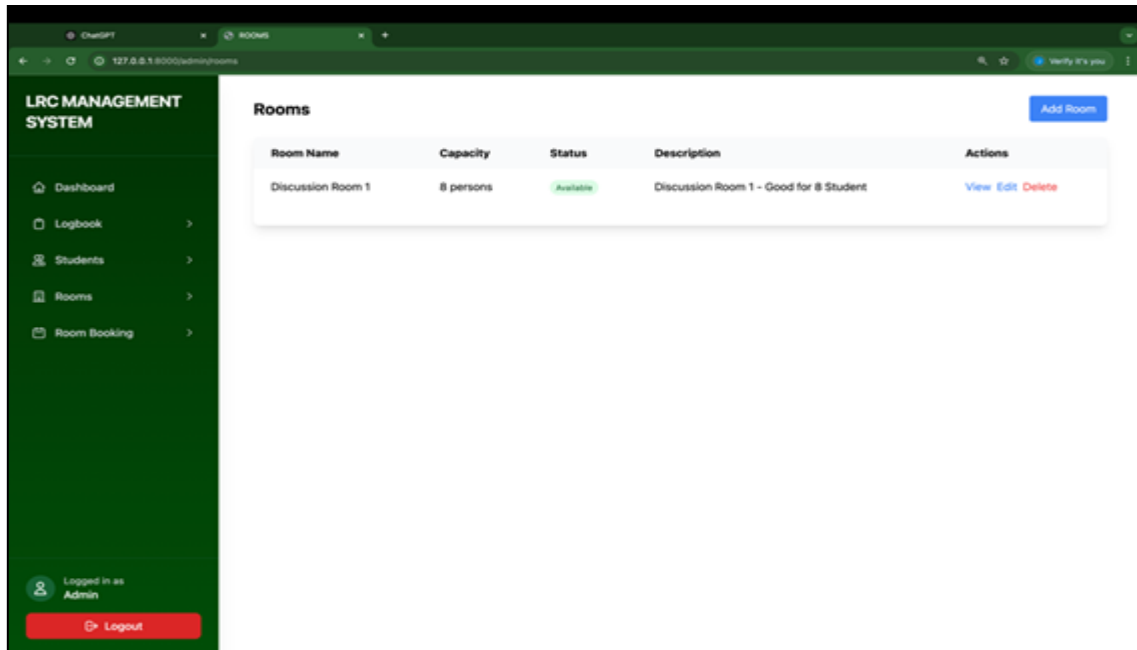 ChatGPT
ROOMS
127.0.0.1:8000/admin/rooms
Verify it's you
LRC MANAGEMENT
SYSTEM
Dashboard
Logbook
Students
Rooms
Room Booking
Logged in as
Admin
Logout
Rooms
Add Room
Room Name Capacity Status Description Actions
Discussion Room 1 8 persons Available Discussion Room 1 - Good for 8 Student View Edit Delete